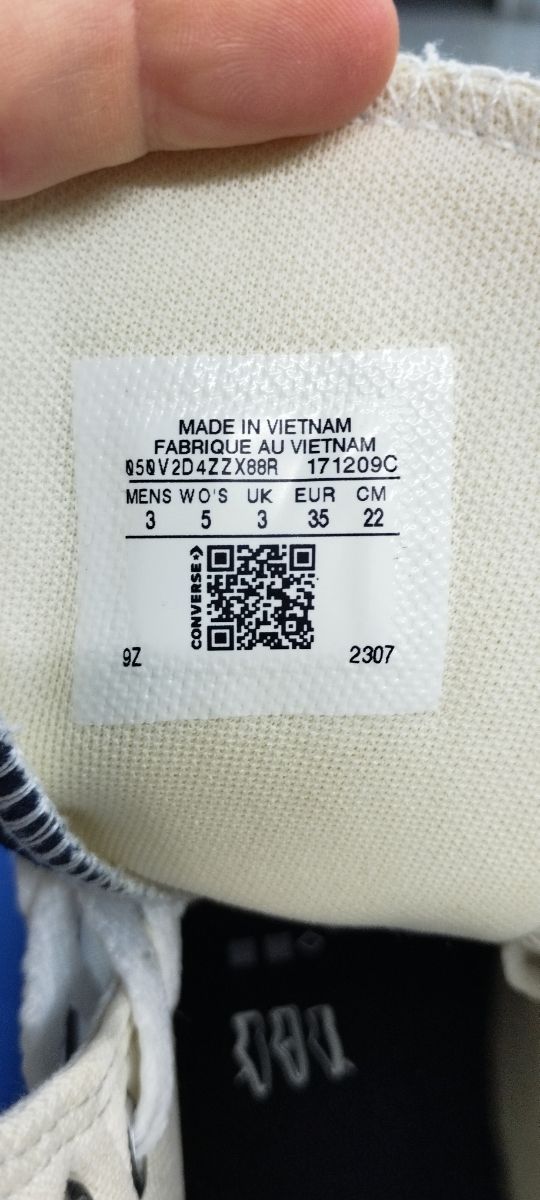 MADE IN VIETNAM
FABRIQUE AU VIETNAM
050V2D4ZZX88R 171209C
MENS WO'S UK EUR CM
3 5 3 35 22
CONVERSE
9Z 2307